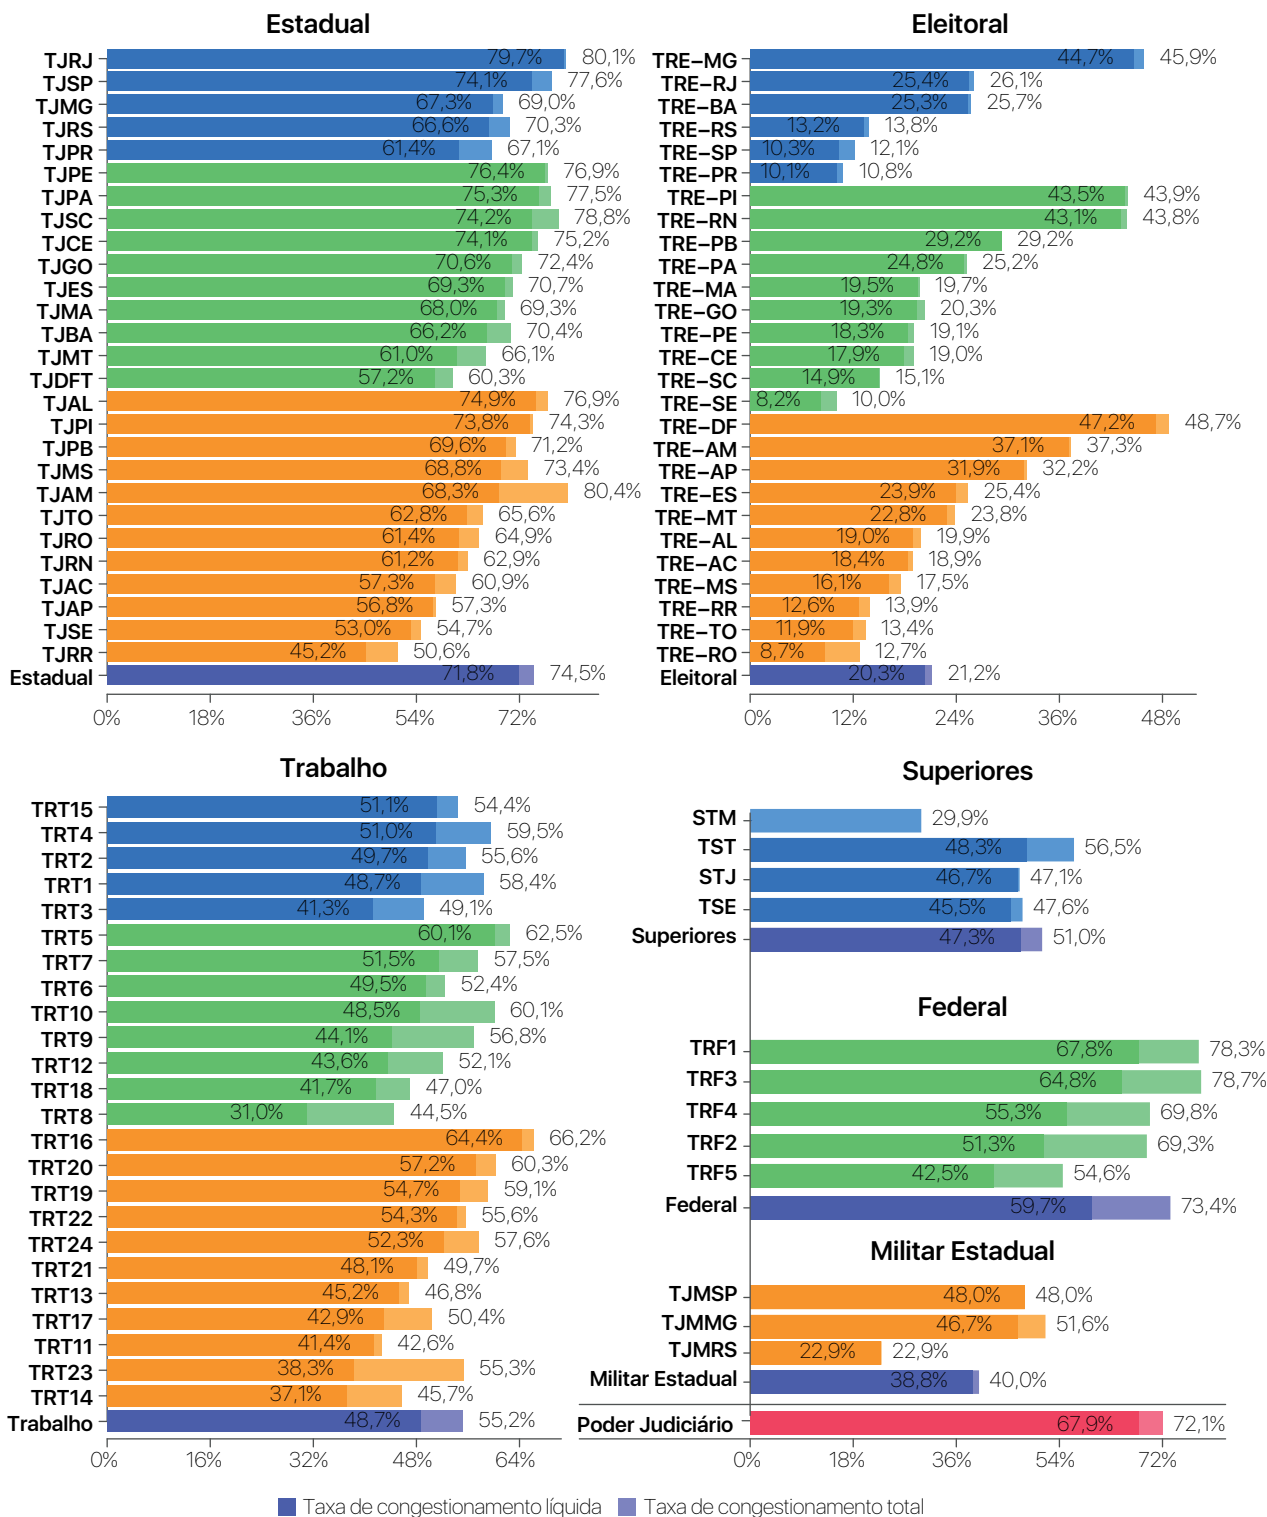 Estadual
TJRJ 79,7% 80,1%
TJSP 74,1% 77,6%
TJMG 67,3% 69,0%
TJRS 66,6% 70,3%
TJPR 61,4% 67,1%
TJPE 76,4% 76,9%
TJPA 75,3% 77,5%
TJSC 74,2% 78,8%
TJCE 74,1% 75,2%
TJGO 70,6% 72,4%
TJES 69,3% 70,7%
TJMA 68,0% 69,3%
TJBA 66,2% 70,4%
TJMT 61,0% 66,1%
TJDFT 57,2% 60,3%
TJAL 74,9% 76,9%
TJPI 73,8% 74,3%
TJPB 69,6% 71,2%
TJMS 68,8% 73,4%
TJAM 68,3% 80,4%
TJTO 62,8% 65,6%
TJRO 61,4% 64,9%
TJRN 61,2% 62,9%
TJAC 57,3% 60,9%
TJAP 56,8% 57,3%
TJSE 53,0% 54,7%
TJRR 45,2% 50,6%
Estadual 71,8% 74,5%
0% 18% 36% 54% 72%
Eleitoral
TRE–MG 44,7% 45,9%
TRE–RJ 25,4% 26,1%
TRE–BA 25,3% 25,7%
TRE–RS 13,2% 13,8%
TRE–SP 10,3% 12,1%
TRE–PR 10,1% 10,8%
TRE–PI 43,5% 43,9%
TRE–RN 43,1% 43,8%
TRE–PB 29,2% 29,2%
TRE–PA 24,8% 25,2%
TRE–MA 19,5% 19,7%
TRE–GO 19,3% 20,3%
TRE–PE 18,3% 19,1%
TRE–CE 17,9% 19,0%
TRE–SC 14,9% 15,1%
TRE–SE 8,2% 10,0%
TRE–DF 47,2% 48,7%
TRE–AM 37,1% 37,3%
TRE–AP 31,9% 32,2%
TRE–ES 23,9% 25,4%
TRE–MT 22,8% 23,8%
TRE–AL 19,0% 19,9%
TRE–AC 18,4% 18,9%
TRE–MS 16,1% 17,5%
TRE–RR 12,6% 13,9%
TRE–TO 11,9% 13,4%
TRE–RO 8,7% 12,7%
Eleitoral 20,3% 21,2%
0% 12% 24% 36% 48%
Trabalho
TRT15 51,1% 54,4%
TRT4 51,0% 59,5%
TRT2 49,7% 55,6%
TRT1 48,7% 58,4%
TRT3 41,3% 49,1%
TRT5 60,1% 62,5%
TRT7 51,5% 57,5%
TRT6 49,5% 52,4%
TRT10 48,5% 60,1%
TRT9 44,1% 56,8%
TRT12 43,6% 52,1%
TRT18 41,7% 47,0%
TRT8 31,0% 44,5%
TRT16 64,4% 66,2%
TRT20 57,2% 60,3%
TRT19 54,7% 59,1%
TRT22 54,3% 55,6%
TRT24 52,3% 57,6%
TRT21 48,1% 49,7%
TRT13 45,2% 46,8%
TRT17 42,9% 50,4%
TRT11 41,4% 42,6%
TRT23 38,3% 55,3%
TRT14 37,1% 45,7%
Trabalho 48,7% 55,2%
0% 16% 32% 48% 64%
Superiores
STM 29,9%
TST 48,3% 56,5%
STJ 46,7% 47,1%
TSE 45,5% 47,6%
Superiores 47,3% 51,0%
Federal
TRF1 67,8% 78,3%
TRF3 64,8% 78,7%
TRF4 55,3% 69,8%
TRF2 51,3% 69,3%
TRF5 42,5% 54,6%
Federal 59,7% 73,4%
Militar Estadual
TJMSP 48,0% 48,0%
TJMMG 46,7% 51,6%
TJMRS 22,9% 22,9%
Militar Estadual 38,8% 40,0%
Poder Judiciário 67,9% 72,1%
0% 18% 36% 54% 72%
Taxa de congestionamento líquida Taxa de congestionamento total